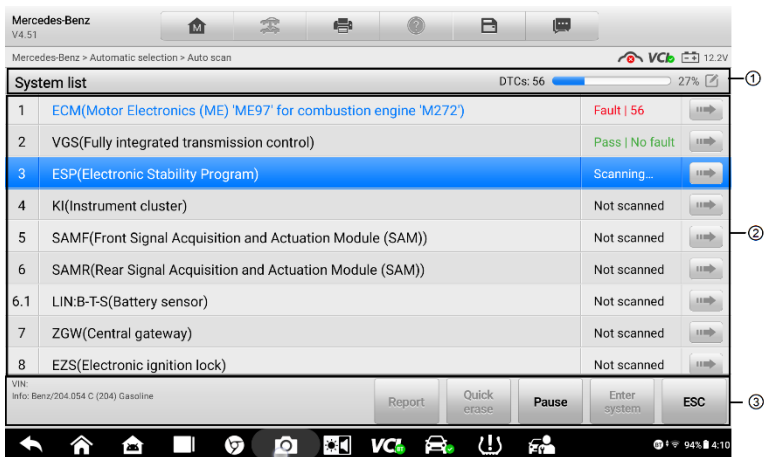 Mercedes-Benz
V4.51
M
?
Mercedes-Benz > Automatic selection > Auto scan
VCI 12.2V
System list DTCs: 56 27% ①
1 ECM(Motor Electronics (ME) 'ME97' for combustion engine 'M272') Fault | 56
2 VGS(Fully integrated transmission control) Pass | No fault
3 ESP(Electronic Stability Program) Scanning...
4 KI(Instrument cluster) Not scanned
5 SAMF(Front Signal Acquisition and Actuation Module (SAM)) Not scanned ②
6 SAMR(Rear Signal Acquisition and Actuation Module (SAM)) Not scanned
6.1 LIN:B-T-S(Battery sensor) Not scanned
7 ZGW(Central gateway) Not scanned
8 EZS(Electronic ignition lock) Not scanned
VIN:
Info: Benz/204.054 C (204) Gasoline
Report
Quick
erase
Pause
Enter
system
ESC
③
VCI 94% 4:10